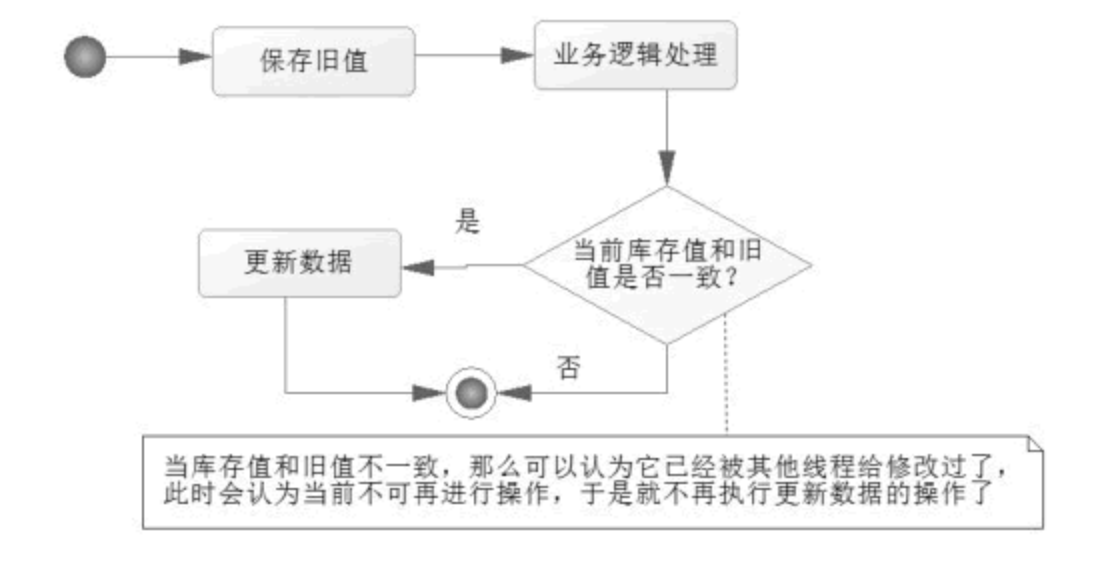 保存旧值
业务逻辑处理
是
更新数据
当前库存值和旧
值是否一致？
否
当库存值和旧值不一致，那么可以认为它己经被其他线程给修改过了，
此时会认为当前不可再进行操作，于是就不再执行更新数据的操作了